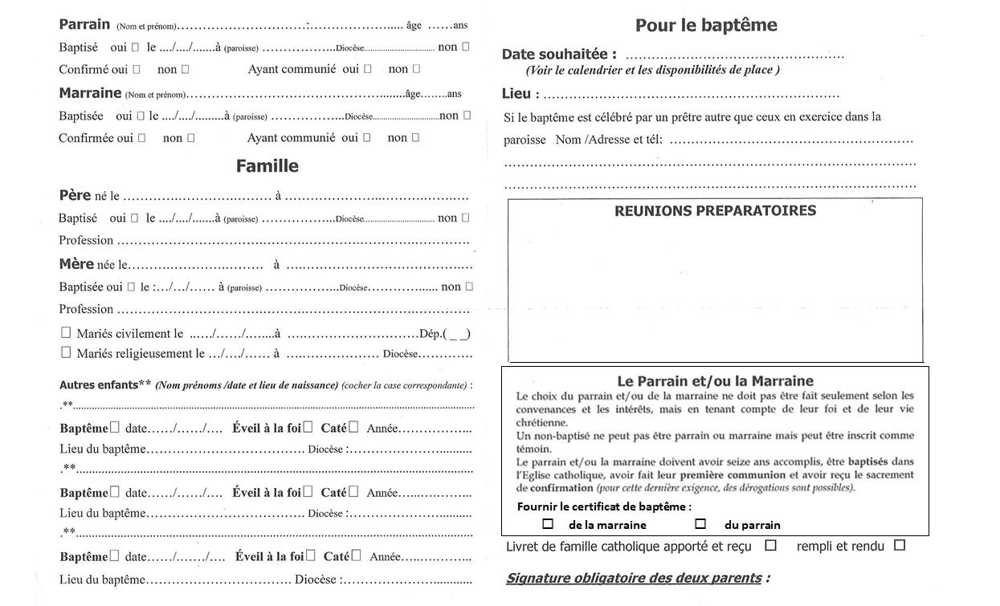 Parrain (Nom et prénom)……………………………:…………………..... âge ……ans
Baptisé oui □ le ..../..../.......à (paroisse) ………………..Diocèse................................ non □
Confirmé oui □ non □ Ayant communié oui □ non □
Marraine (Nom et prénom)……………………………………………........âge........ans
Baptisée oui □ le ..../..../.........à (paroisse) ………………..Diocèse.............................non □
Confirmée oui □ non □ Ayant communié oui □ non □
Famille
Père né le ………………………………… à …………………………………………
Baptisé oui □ le ..../..../.......à (paroisse) ………………..Diocèse................................ non □
Profession …………………………………………………………………………………
Mère née le……………………………… à …………………………………………
Baptisée oui □ le :…/…/…… à (paroisse) ………………..Diocèse…………...... non □
Profession …………………………………………………………………………………
□ Mariés civilement le ..…../……/……..à ……………………………Dép.( _ _)
□ Mariés religieusement le …/…./…… à …………………… Diocèse…………
Autres enfants** (Nom prénoms /date et lieu de naissance) (cocher la case correspondante) :
.**...............................................................................................................
Baptême□ date……/……/…. Éveil à la foi□ Caté□ Année………………...
Lieu du baptême…………………………………… Diocèse :……………………...........
.**...............................................................................................................
Baptême□ date……/……/…. Éveil à la foi□ Caté□ Année………………...
Lieu du baptême…………………………………… Diocèse :……………………...........
.**...............................................................................................................
Baptême□ date……/……/…. Éveil à la foi□ Caté□ Année………………...
Lieu du baptême………………………………… Diocèse :……………………............
Pour le baptême
Date souhaitée : ……………………………………………
(Voir le calendrier et les disponibilités de place )
Lieu : …………………………………………………………
Si le baptême est célébré par un prêtre autre que ceux en exercice dans la
paroisse Nom /Adresse et tél: …………………………………………………
……………………………………………………………………………………………
……………………………………………………………………………………………
REUNIONS PREPARATOIRES
Le Parrain et/ou la Marraine
Le choix du parrain et/ou de la marraine ne doit pas être fait seulement selon les
convenances et les intérêts, mais en tenant compte de leur foi et de leur vie
chrétienne.
Un non-baptisé ne peut pas être parrain ou marraine mais peut être inscrit comme
témoin.
Le parrain et/ou la marraine doivent avoir seize ans accomplis, être baptisés dans
l'Eglise catholique, avoir fait leur première communion et avoir reçu le sacrement
de confirmation (pour cette dernière exigence, des dérogations sont possibles).
Fournir le certificat de baptême :
□ de la marraine □ du parrain
Livret de famille catholique apporté et reçu □ rempli et rendu □
Signature obligatoire des deux parents :